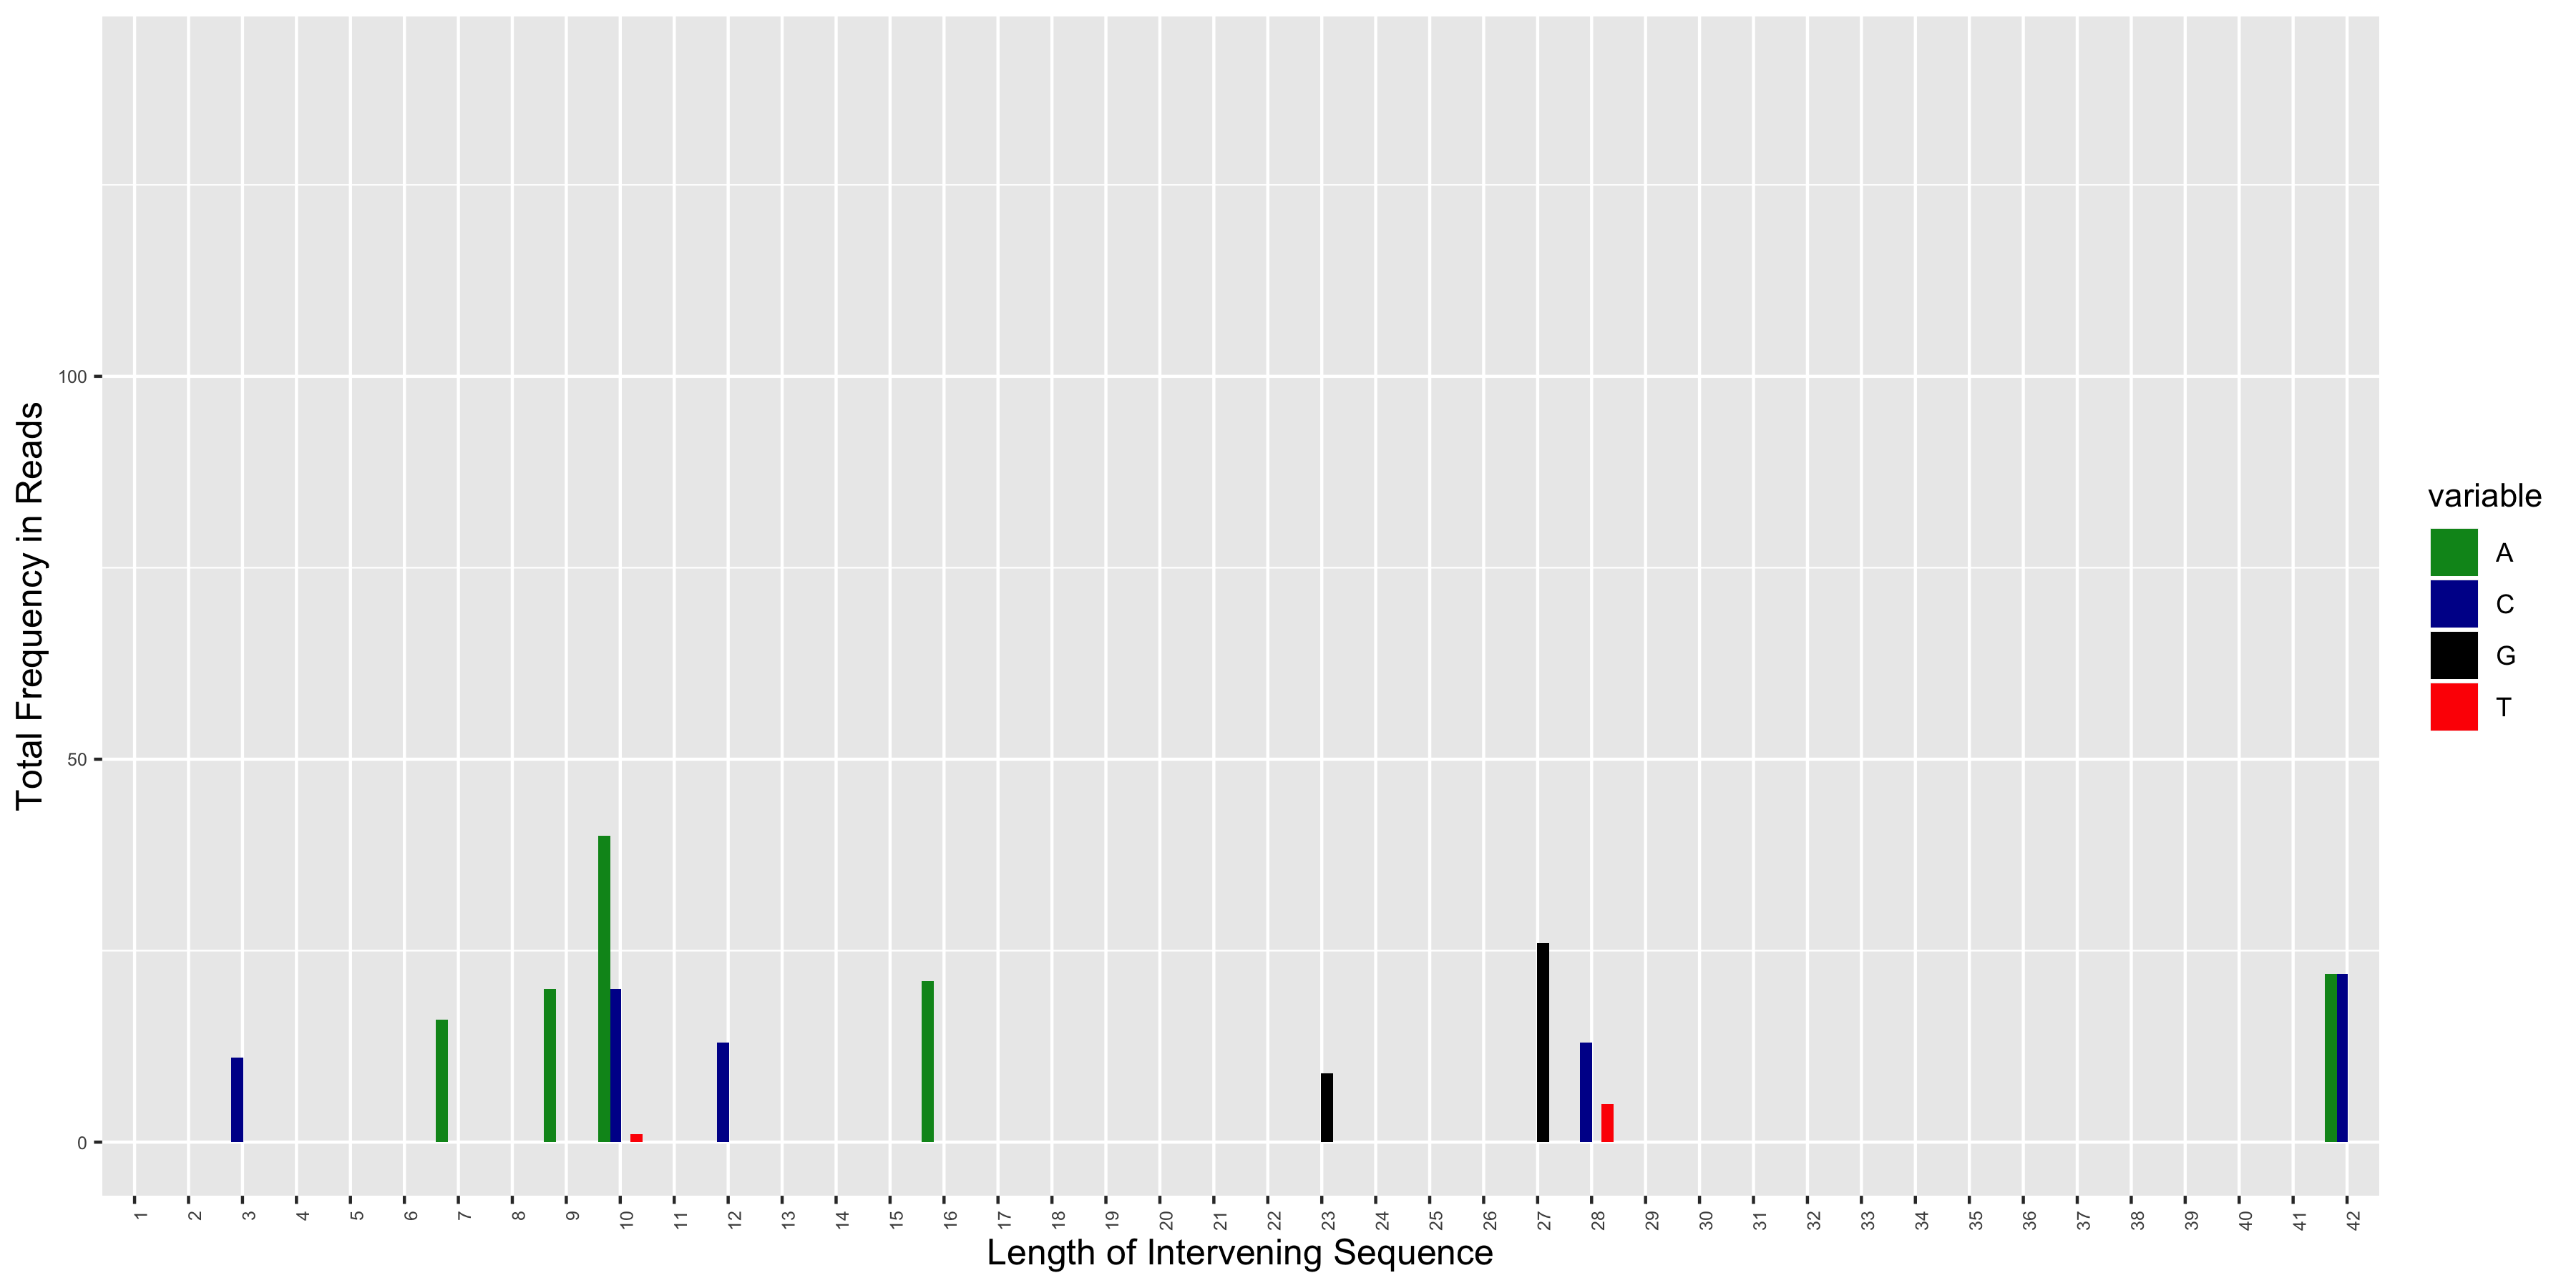 Total Frequency in Reads
100
50
0
1 2 3 4 5 6 7 8 9 10 11 12 13 14 15 16 17 18 19 20 21 22 23 24 25 26 27 28 29 30 31 32 33 34 35 36 37 38 39 40 41 42
Length of Intervening Sequence
variable
A
C
G
T